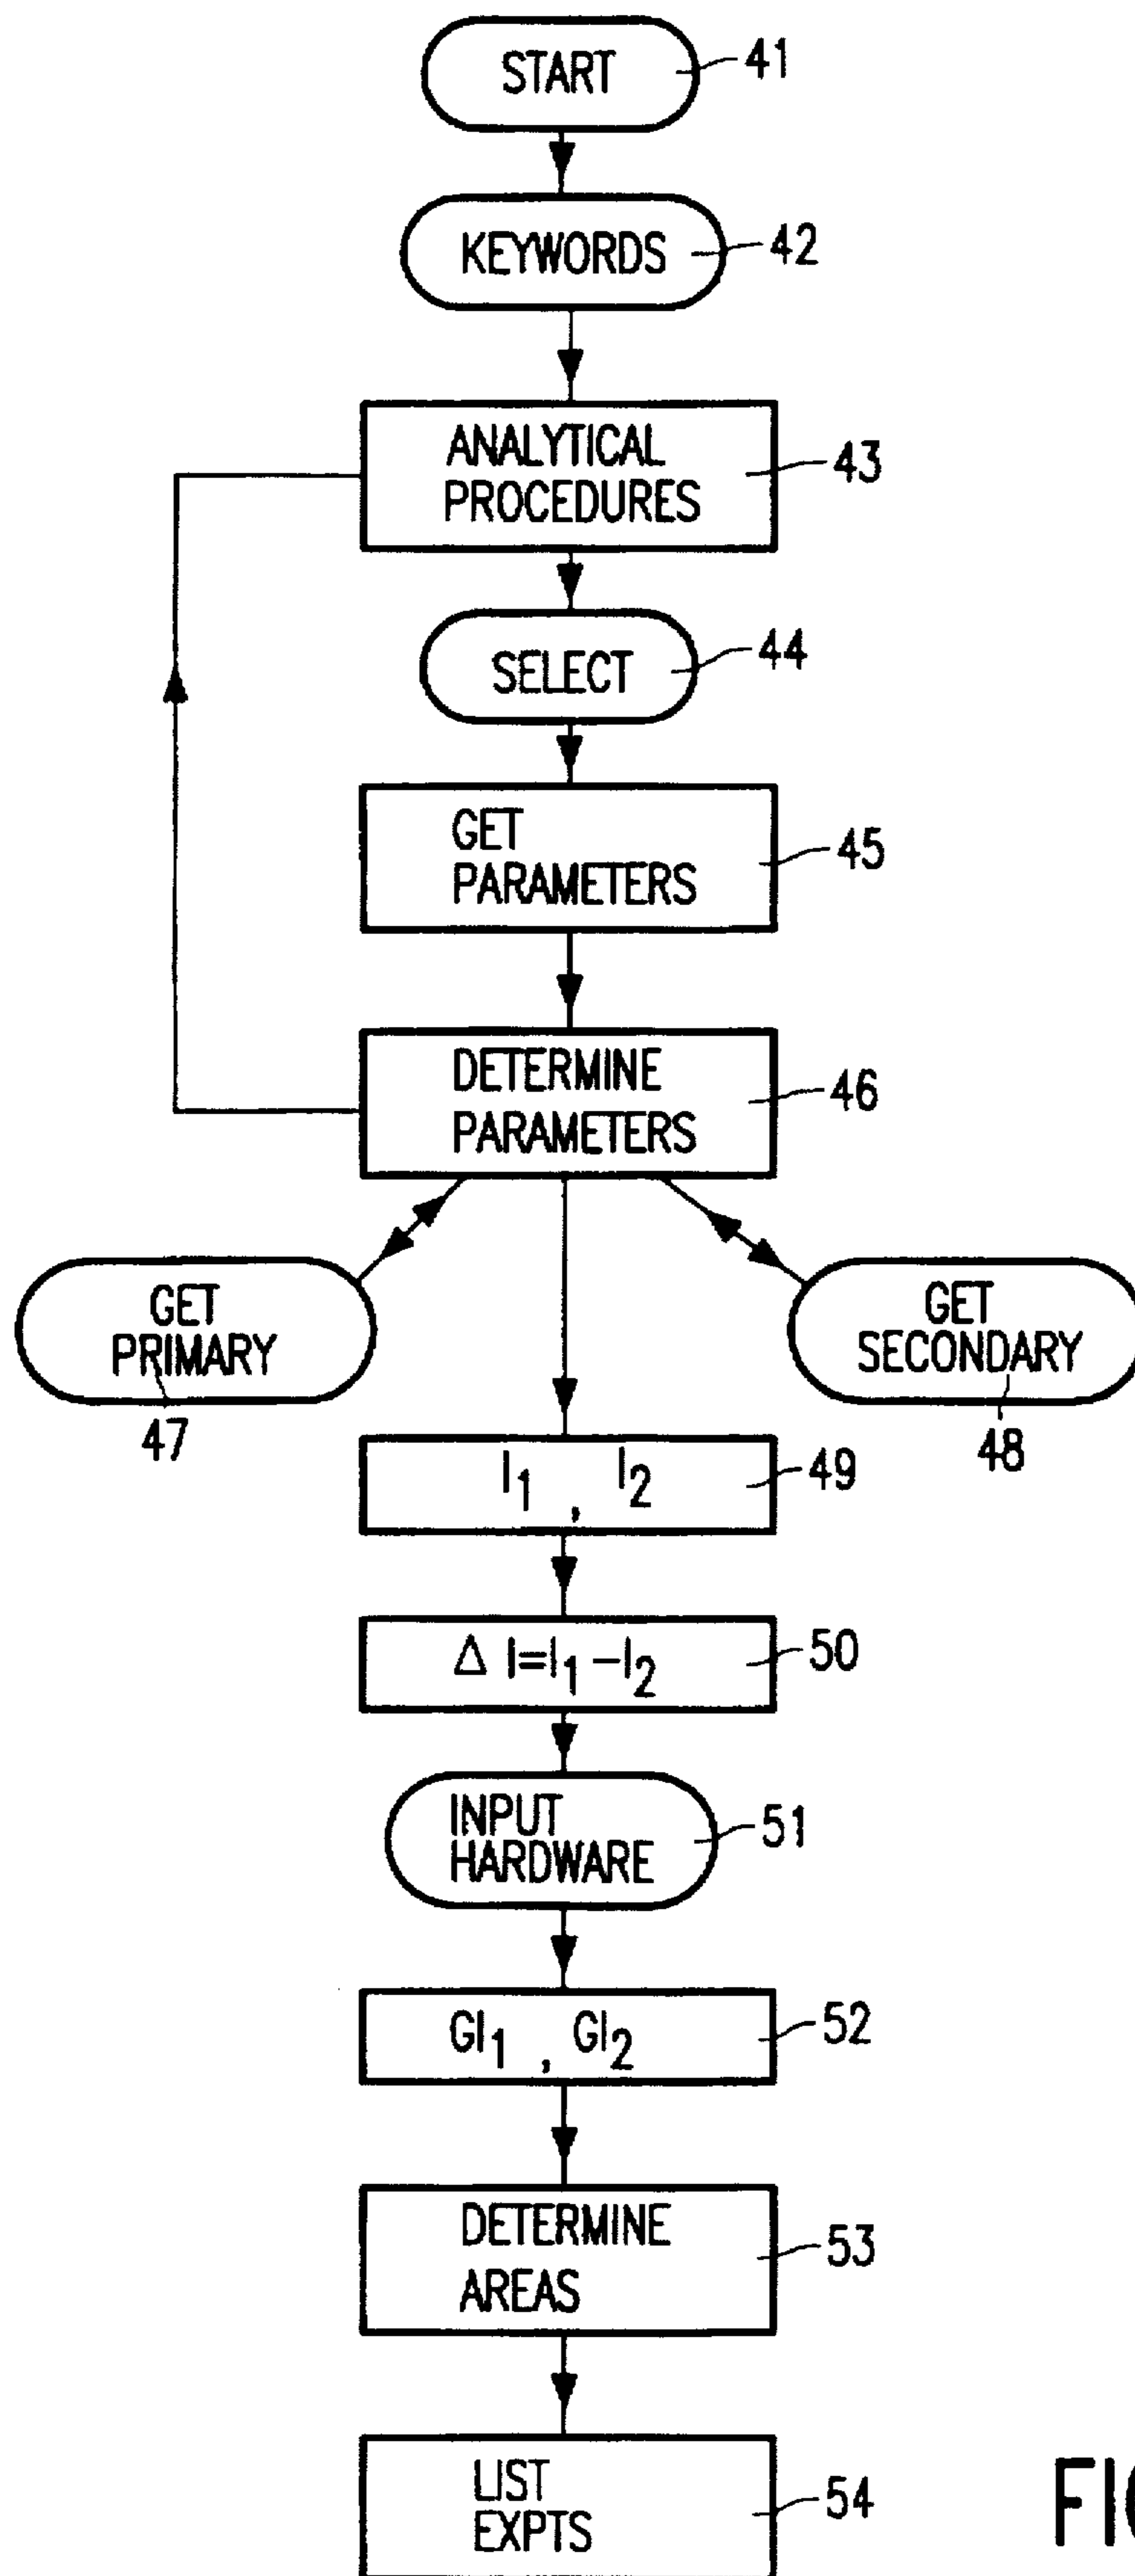 START 41
KEYWORDS 42
ANALYTICAL
PROCEDURES 43
SELECT 44
GET
PARAMETERS 45
DETERMINE
PARAMETERS 46
GET
PRIMARY
47
GET
SECONDARY
48
I₁ , I₂ 49
Δ I=I₁ -I₂ 50
INPUT
HARDWARE 51
GI₁ , GI₂ 52
DETERMINE
AREAS 53
LIST
EXPTS 54